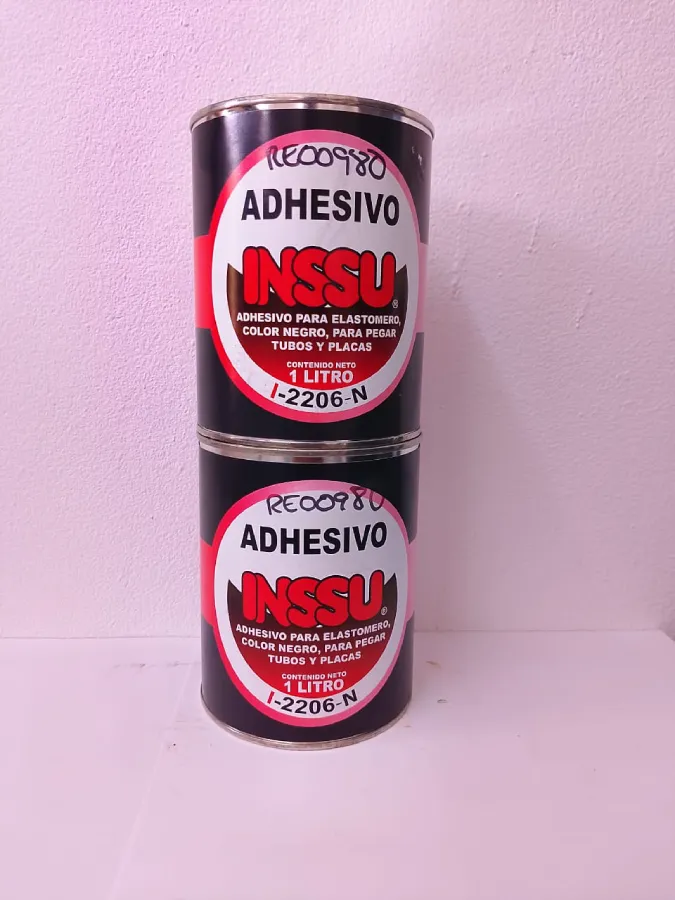 RE00980
ADHESIVO
INSSU®
ADHESIVO PARA ELASTOMERO,
COLOR NEGRO, PARA PEGAR
TUBOS Y PLACAS
CONTENIDO NETO
1 LITRO
I-2206-N
RE00980
ADHESIVO
INSSU®
ADHESIVO PARA ELASTOMERO,
COLOR NEGRO, PARA PEGAR
TUBOS Y PLACAS
CONTENIDO NETO
1 LITRO
I-2206-N